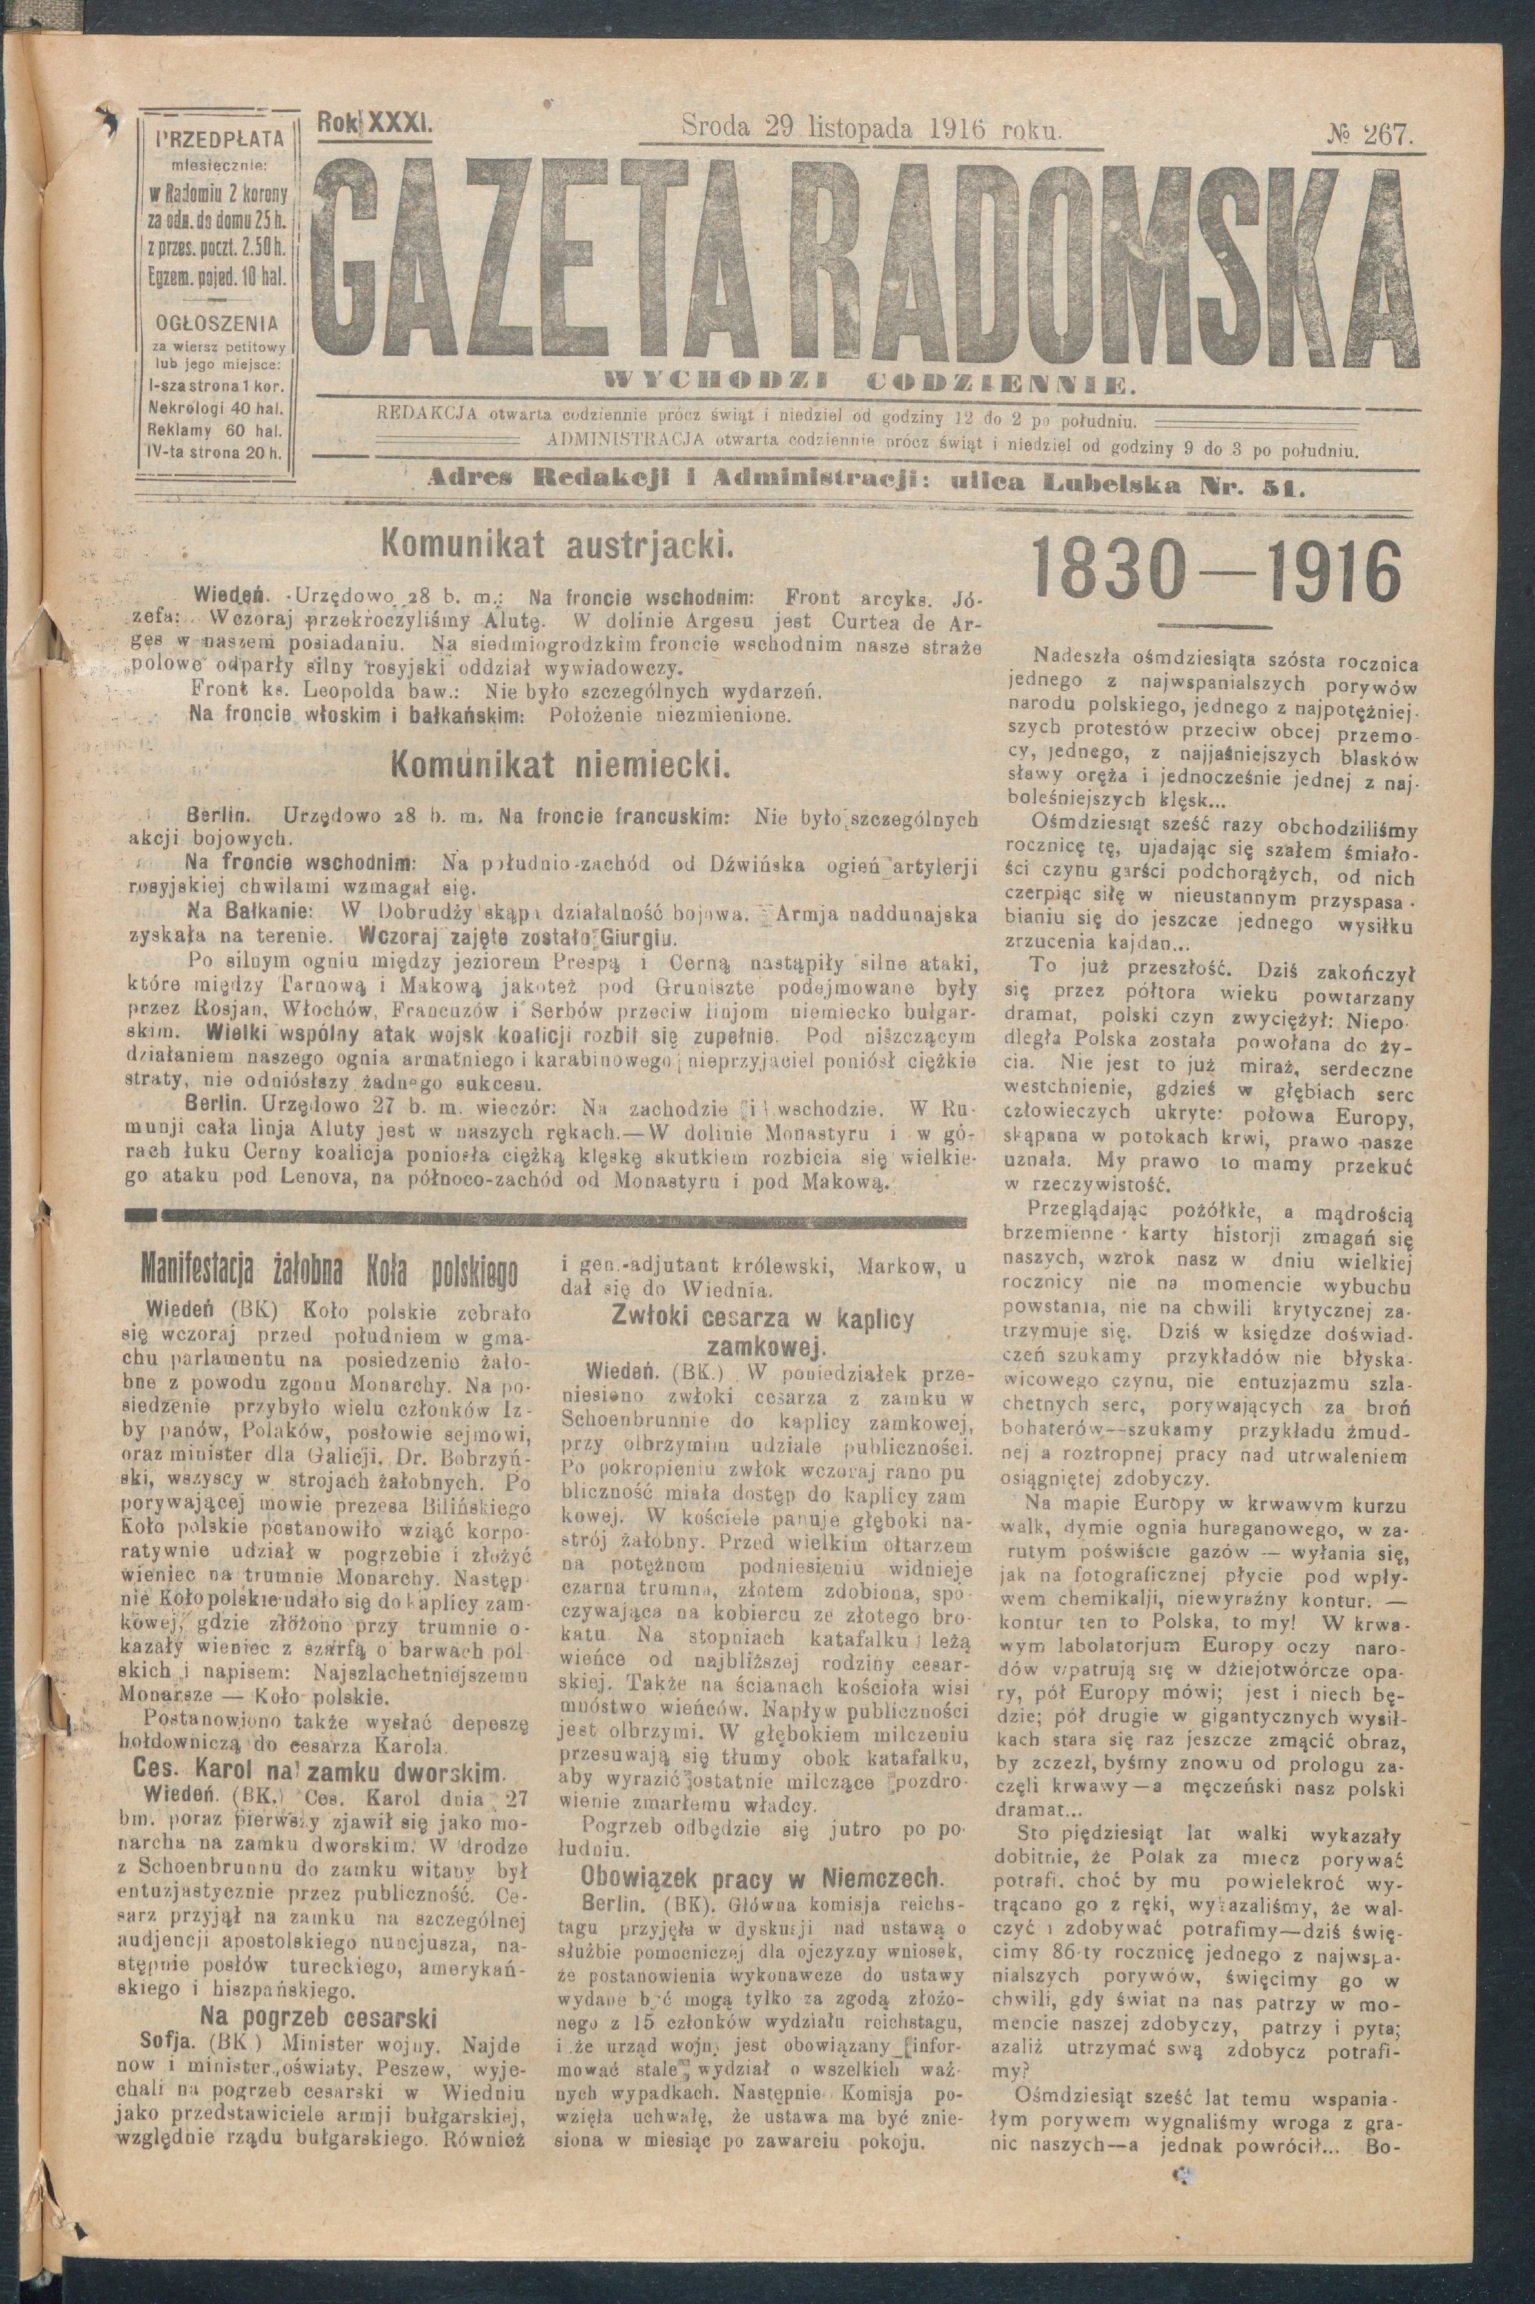 PRZEDPŁATA
miesięcznie:
w Radomiu 2 korony
za odn. do domu 25 h.
z przes. poczt. 2.50 h.
Egzem. pojed. 10 hal.
OGŁOSZENIA
za wiersz petitowy
lub jego miejsce:
I-sza strona 1 kor.
Nekrologi 40 hal.
Reklamy 60 hal.
IV-ta strona 20 h.
Rok XXXI.
Sroda 29 listopada 1916 roku.
№ 267.
GAZETA RADOMSKA
WYCHODZI CODZIENNIE.
REDAKCJA otwarta codziennie prócz świąt i niedziel od godziny 12 do 2 po południu.
ADMINISTRACJA otwarta codziennie prócz świąt i niedziel od godziny 9 do 3 po południu.
Adres Redakcji i Administracji: ulica Lubelska Nr. 51.
Komunikat austrjacki.
Wiedeń. Urzędowo 28 b. m.: Na froncie wschodnim: Front arcyks. Jó-
zefa: Wczoraj przekroczyliśmy Alutę. W dolinie Argesu jest Curtea de Ar-
ges w naszem posiadaniu. Na siedmiogrodzkim froncie wschodnim nasze straże
polowe odparły silny rosyjski oddział wywiadowczy.
Front ks. Leopolda baw.: Nie było szczególnych wydarzeń.
Na froncie włoskim i bałkańskim: Położenie niezmienione.
Komunikat niemiecki.
Berlin. Urzędowo 28 b. m. Na froncie francuskim: Nie było szczególnych
akcji bojowych.
Na froncie wschodnim: Na południo-zachód od Dźwińska ogień artylerji
rosyjskiej chwilami wzmagał się.
Na Bałkanie: W Dobrudży skąpa działalność bojowa. Armja naddunajska
zyskała na terenie. Wczoraj zajęte zostało Giurgiu.
Po silnym ogniu między jeziorem Prespą i Cerną nastąpiły silne ataki,
które między Tarnową i Makową jakoteż pod Gruniszte podejmowane były
przez Rosjan, Włochów, Francuzów i Serbów przeciw linjom niemiecko bułgar-
skim. Wielki wspólny atak wojsk koalicji rozbił się zupełnie. Pod niszczącym
działaniem naszego ognia armatniego i karabinowego nieprzyjaciel poniósł ciężkie
straty, nie odniósłszy żadnego sukcesu.
Berlin. Urzędowo 27 b. m. wieczór: Na zachodzie i wschodzie. W Ru-
munji cała linja Aluty jest w naszych rękach.—W dolinie Monastyru i w gó-
rach łuku Cerny koalicja poniosła ciężką klęskę skutkiem rozbicia się wielkie-
go ataku pod Lenova, na północo-zachód od Monastyru i pod Makową.
Manifestacja żałobna Koła polskiego
Wiedeń (BK) Koło polskie zebrało
się wczoraj przed południem w gma-
chu parlamentu na posiedzenie żało-
bne z powodu zgonu Monarchy. Na po-
siedzenie przybyło wielu członków Iz-
by panów, Polaków, posłowie sejmowi,
oraz minister dla Galicji, Dr. Bobrzyń-
ski, wszyscy w strojach żałobnych. Po
porywającej mowie prezesa Bilińskiego
Koło polskie postanowiło wziąć korpo-
ratywnie udział w pogrzebie i złożyć
wieniec na trumnie Monarchy. Następ-
nie Koło polskie udało się do kaplicy zam-
kowej, gdzie złożono przy trumnie o-
kazały wieniec z szarfą o barwach pol
skich i napisem: Najszlachetniejszemu
Monarsze — Koło polskie.
Postanowiono także wysłać depeszę
hołdowniczą do cesarza Karola.
Ces. Karol na zamku dworskim.
Wiedeń. (BK.) Ces. Karol dnia 27
bm. poraz pierwszy zjawił się jako mo-
narcha na zamku dworskim. W drodze
z Schoenbrunnu do zamku witany był
entuzjastycznie przez publiczność. Ce-
sarz przyjął na zamku na szczególnej
audjencji apostolskiego nuncjusza, na-
stępnie posłów tureckiego, amerykań-
skiego i hiszpańskiego.
Na pogrzeb cesarski
Sofja. (BK) Minister wojny. Najde
now i minister oświaty, Peszew, wyje-
chali na pogrzeb cesarski w Wiedniu
jako przedstawiciele armji bułgarskiej,
względnie rządu bułgarskiego. Również
i gen.-adjutant królewski, Markow, u
dał się do Wiednia.
Zwłoki cesarza w kaplicy
zamkowej.
Wiedeń. (BK.) W poniedziałek prze-
niesiono zwłoki cesarza z zamku w
Schoenbrunnie do kaplicy zamkowej,
przy olbrzymim udziale publiczności.
Po pokropieniu zwłok wczoraj rano pu
bliczność miała dostęp do kaplicy zam
kowej. W kościele panuje głęboki na-
strój żałobny. Przed wielkim ołtarzem
na potężnem podniesieniu widnieje
czarna trumna, złotem zdobiona, spo-
czywająca na kobiercu ze złotego bro-
katu. Na stopniach katafalku leżą
wieńce od najbliższej rodziny cesar-
skiej. Także na ścianach kościoła wisi
mnóstwo wieńców. Napływ publiczności
jest olbrzymi. W głębokiem milczeniu
przesuwają się tłumy obok katafalku,
aby wyrazić ostatnie milczące pozdro-
wienie zmarłemu władcy.
Pogrzeb odbędzie się jutro po po-
łudniu.
Obowiązek pracy w Niemczech.
Berlin. (BK). Główna komisja reichs-
tagu przyjęła w dyskusji nad ustawą o
służbie pomocniczej dla ojczyzny wniosek,
że postanowienia wykonawcze do ustawy
wydane być mogą tylko za zgodą złożo-
nego z 15 członków wydziału reichstagu,
i że urząd wojny jest obowiązany infor-
mować stale wydział o wszelkich waż-
nych wypadkach. Następnie Komisja po-
wzięła uchwałę, że ustawa ma być znie-
siona w miesiąc po zawarciu pokoju.
1830—1916
Nadeszła ośmdziesiąta szósta rocznica
jednego z najwspanialszych porywów
narodu polskiego, jednego z najpotężniej-
szych protestów przeciw obcej przemo-
cy, jednego, z najjaśniejszych blasków
sławy oręża i jednocześnie jednej z naj-
boleśniejszych klęsk...
Ośmdziesiąt sześć razy obchodziliśmy
rocznicę tę, ujadając się szałem śmiało-
ści czynu garści podchorążych, od nich
czerpiąc siłę w nieustannym przyspasa-
bianiu się do jeszcze jednego wysiłku
zrzucenia kajdan...
To już przeszłość. Dziś zakończył
się przez półtora wieku powtarzany
dramat, polski czyn zwyciężył: Niepo-
dległa Polska została powołana do ży-
cia. Nie jest to już miraż, serdeczne
westchnienie, gdzieś w głębiach serc
człowieczych ukryte: połowa Europy,
skąpana w potokach krwi, prawo nasze
uznała. My prawo to mamy przekuć
w rzeczywistość.
Przeglądając pożółkłe, a mądrością
brzemienne karty historji zmagań się
naszych, wzrok nasz w dniu wielkiej
rocznicy nie na momencie wybuchu
powstania, nie na chwili krytycznej za-
trzymuje się. Dziś w księdze doświad-
czeń szukamy przykładów nie błyska-
wicowego czynu, nie entuzjazmu szla-
chetnych serc, porywających za broń
bohaterów—szukamy przykładu żmud-
nej a roztropnej pracy nad utrwaleniem
osiągniętej zdobyczy.
Na mapie Europy w krwawym kurzu
walk, dymie ognia huraganowego, w za-
rutym poświście gazów — wyłania się,
jak na fotograficznej płycie pod wpły-
wem chemikalji, niewyraźny kontur. —
kontur ten to Polska, to my! W krwa-
wym labolatorjum Europy oczy naro-
dów wpatrują się w dziejotwórcze opa-
ry, pół Europy mówi; jest i niech bę-
dzie; pół drugie w gigantycznych wysił-
kach stara się raz jeszcze zmącić obraz,
by zczezł, byśmy znowu od prologu za-
częli krwawy—a męczeński nasz polski
dramat...
Sto piędziesiąt lat walki wykazały
dobitnie, że Polak za miecz porywać
potrafi. choć by mu powielekroć wy-
trącano go z ręki, wykazaliśmy, że wal-
czyć i zdobywać potrafimy—dziś świę-
cimy 86-ty rocznicę jednego z najwspa-
nialszych porywów, święcimy go w
chwili, gdy świat na nas patrzy w mo-
mencie naszej zdobyczy, patrzy i pyta;
azaliż utrzymać swą zdobycz potrafi-
my?
Ośmdziesiąt sześć lat temu wspania-
łym porywem wygnaliśmy wroga z gra-
nic naszych—a jednak powrócił... Bo-